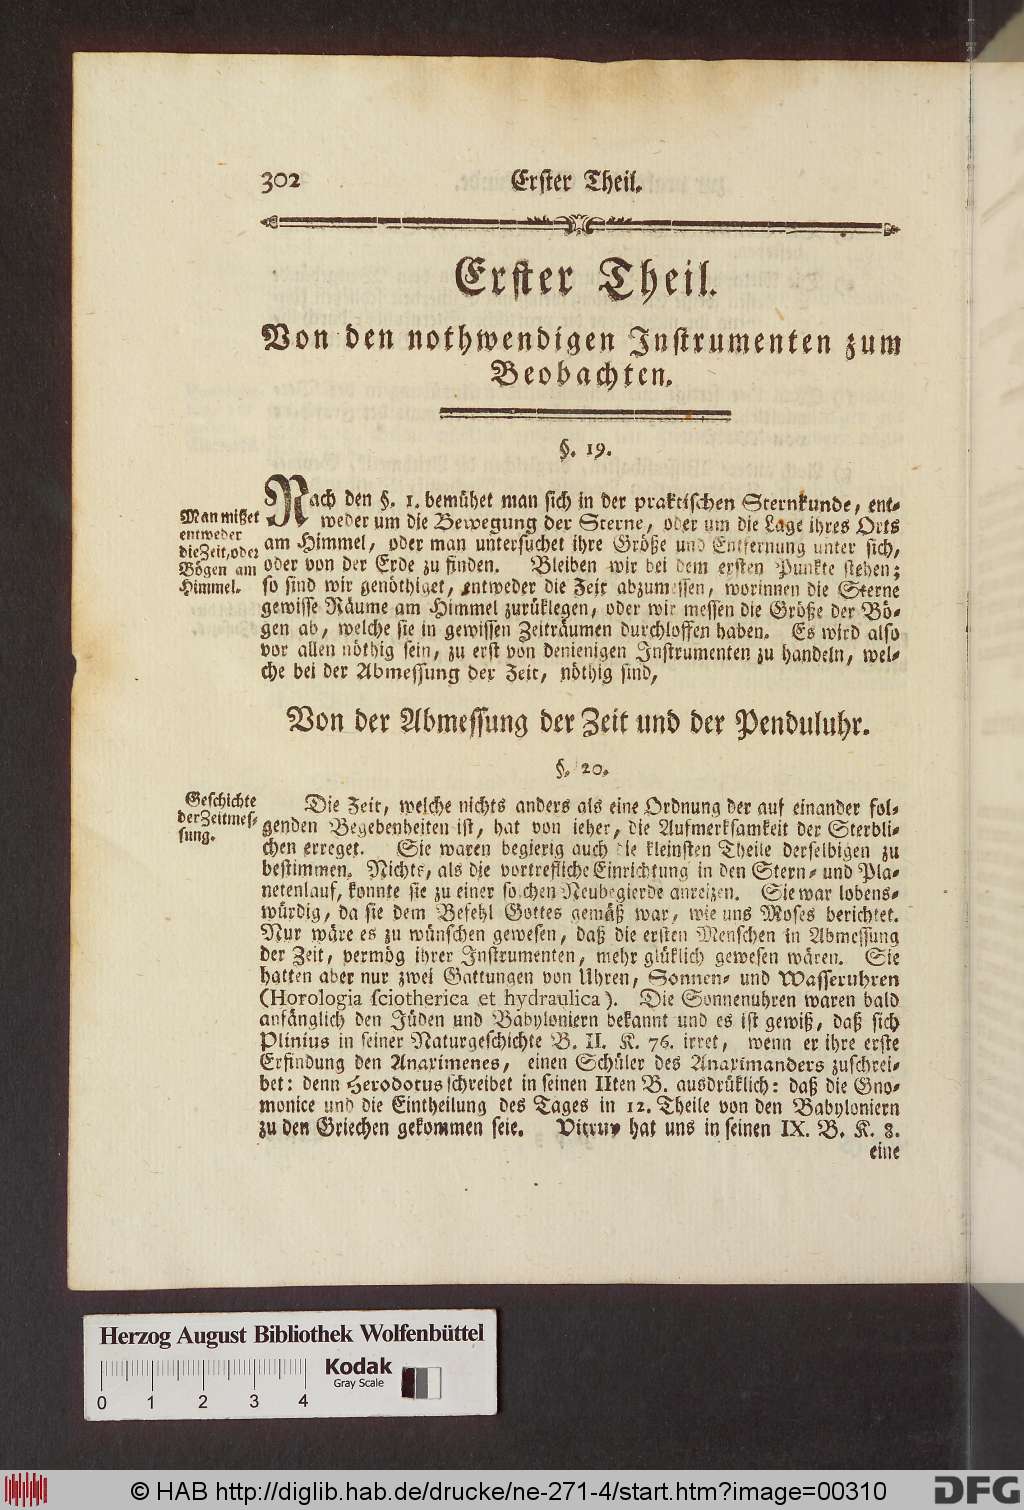 302 Erster Theil.
Erster Theil.
Von den nothwendigen Instrumenten zum
Beobachten.
§. 19.
Man mißet
entweder
die Zeit, oder
Bögen am
Himmel.
Nach den §. 1. bemühet man sich in der praktischen Sternkunde, ent-
weder um die Bewegung der Sterne, oder um die Lage ihres Orts
am Himmel, oder man untersuchet ihre Größe und Entfernung unter sich,
oder von der Erde zu finden. Bleiben wir bei dem ersten Punkte stehen;
so sind wir genöthiget, entweder die Zeit abzumessen, worinnen die Sterne
gewisse Räume am Himmel zurüklegen, oder wir messen die Größe der Bö-
gen ab, welche sie in gewissen Zeiträumen durchloffen haben. Es wird also
vor allen nöthig sein, zu erst von denienigen Instrumenten zu handeln, wel-
che bei der Abmessung der Zeit, nöthig sind,
Von der Abmessung der Zeit und der Penduluhr.
§. 20.
Geschichte
der Zeitmes-
sung.
Die Zeit, welche nichts anders als eine Ordnung der auf einander fol-
genden Begebenheiten ist, hat von ieher, die Aufmerksamkeit der Sterbli-
chen erreget. Sie waren begierig auch die kleinsten Theile derselbigen zu
bestimmen. Nichts, als die vortrefliche Einrichtung in den Stern- und Pla-
netenlauf, konnte sie zu einer solchen Neubegierde anreizen. Sie war lobens-
würdig, da sie dem Befehl Gottes gemäß war, wie uns Moses berichtet.
Nur wäre es zu wünschen gewesen, daß die ersten Menschen in Abmessung
der Zeit, vermög ihrer Instrumenten, mehr glüklich gewesen wären. Sie
hatten aber nur zwei Gattungen von Uhren, Sonnen- und Wasseruhren
(Horologia sciotherica et hydraulica). Die Sonnenuhren waren bald
anfänglich den Jüden und Babyloniern bekannt und es ist gewiß, daß sich
Plinius in seiner Naturgeschichte B. II. K. 76. irret, wenn er ihre erste
Erfindung den Anaximenes, einen Schüler des Anaximanders zuschrei-
bet: denn Herodotus schreibet in seinen IIten B. ausdrüklich: daß die Gno-
monice und die Eintheilung des Tages in 12. Theile von den Babyloniern
zu den Griechen gekommen seie. Vitruv hat uns in seinen IX. B. K. 8.
eine
Herzog August Bibliothek Wolfenbüttel
Kodak
Gray Scale
0 1 2 3 4
© HAB http://diglib.hab.de/drucke/ne-271-4/start.htm?image=00310
DFG